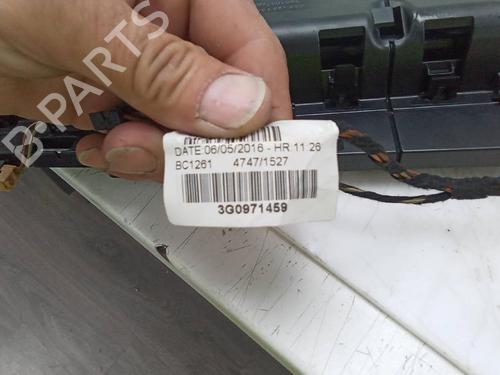 B-PARTS
DATE:06/05/2016 - HR.11:26
BC1261 4747/1527
3G0971459